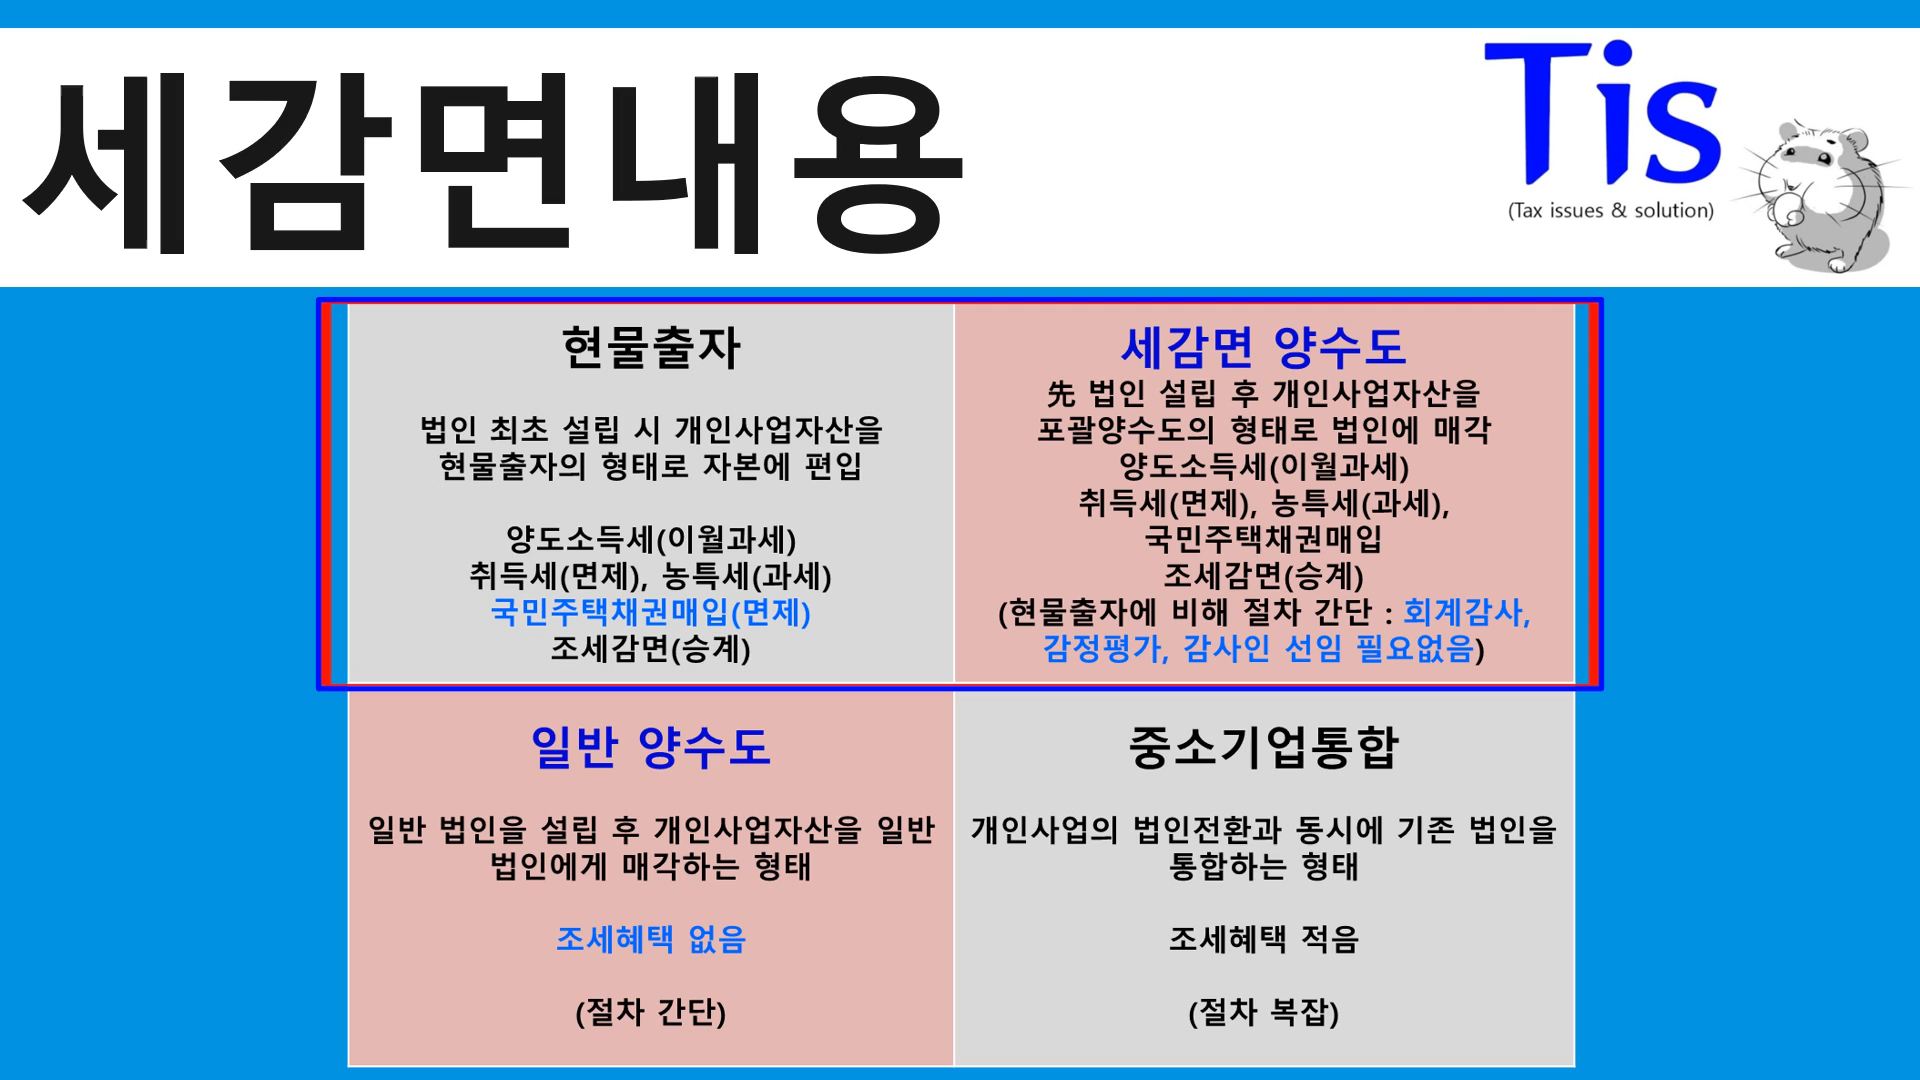 세감면내용
Tis
(Tax issues & solution)
현물출자
법인 최초 설립 시 개인사업자산을
현물출자의 형태로 자본에 편입
양도소득세(이월과세)
취득세(면제), 농특세(과세)
국민주택채권매입(면제)
조세감면(승계)
세감면 양수도
先 법인 설립 후 개인사업자산을
포괄양수도의 형태로 법인에 매각
양도소득세(이월과세)
취득세(면제), 농특세(과세),
국민주택채권매입
조세감면(승계)
(현물출자에 비해 절차 간단 : 회계감사,
감정평가, 감사인 선임 필요없음)
일반 양수도
일반 법인을 설립 후 개인사업자산을 일반
법인에게 매각하는 형태
조세혜택 없음
(절차 간단)
중소기업통합
개인사업의 법인전환과 동시에 기존 법인을
통합하는 형태
조세혜택 적음
(절차 복잡)